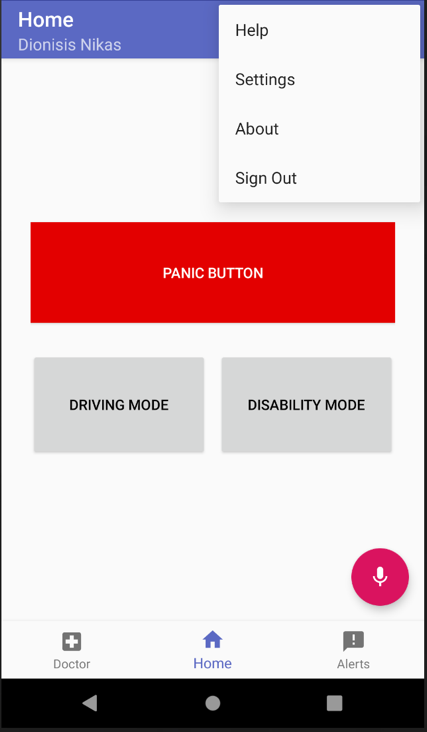 Home
Dionisis Nikas
Help
Settings
About
Sign Out
PANIC BUTTON
DRIVING MODE
DISABILITY MODE
Doctor
Home
Alerts